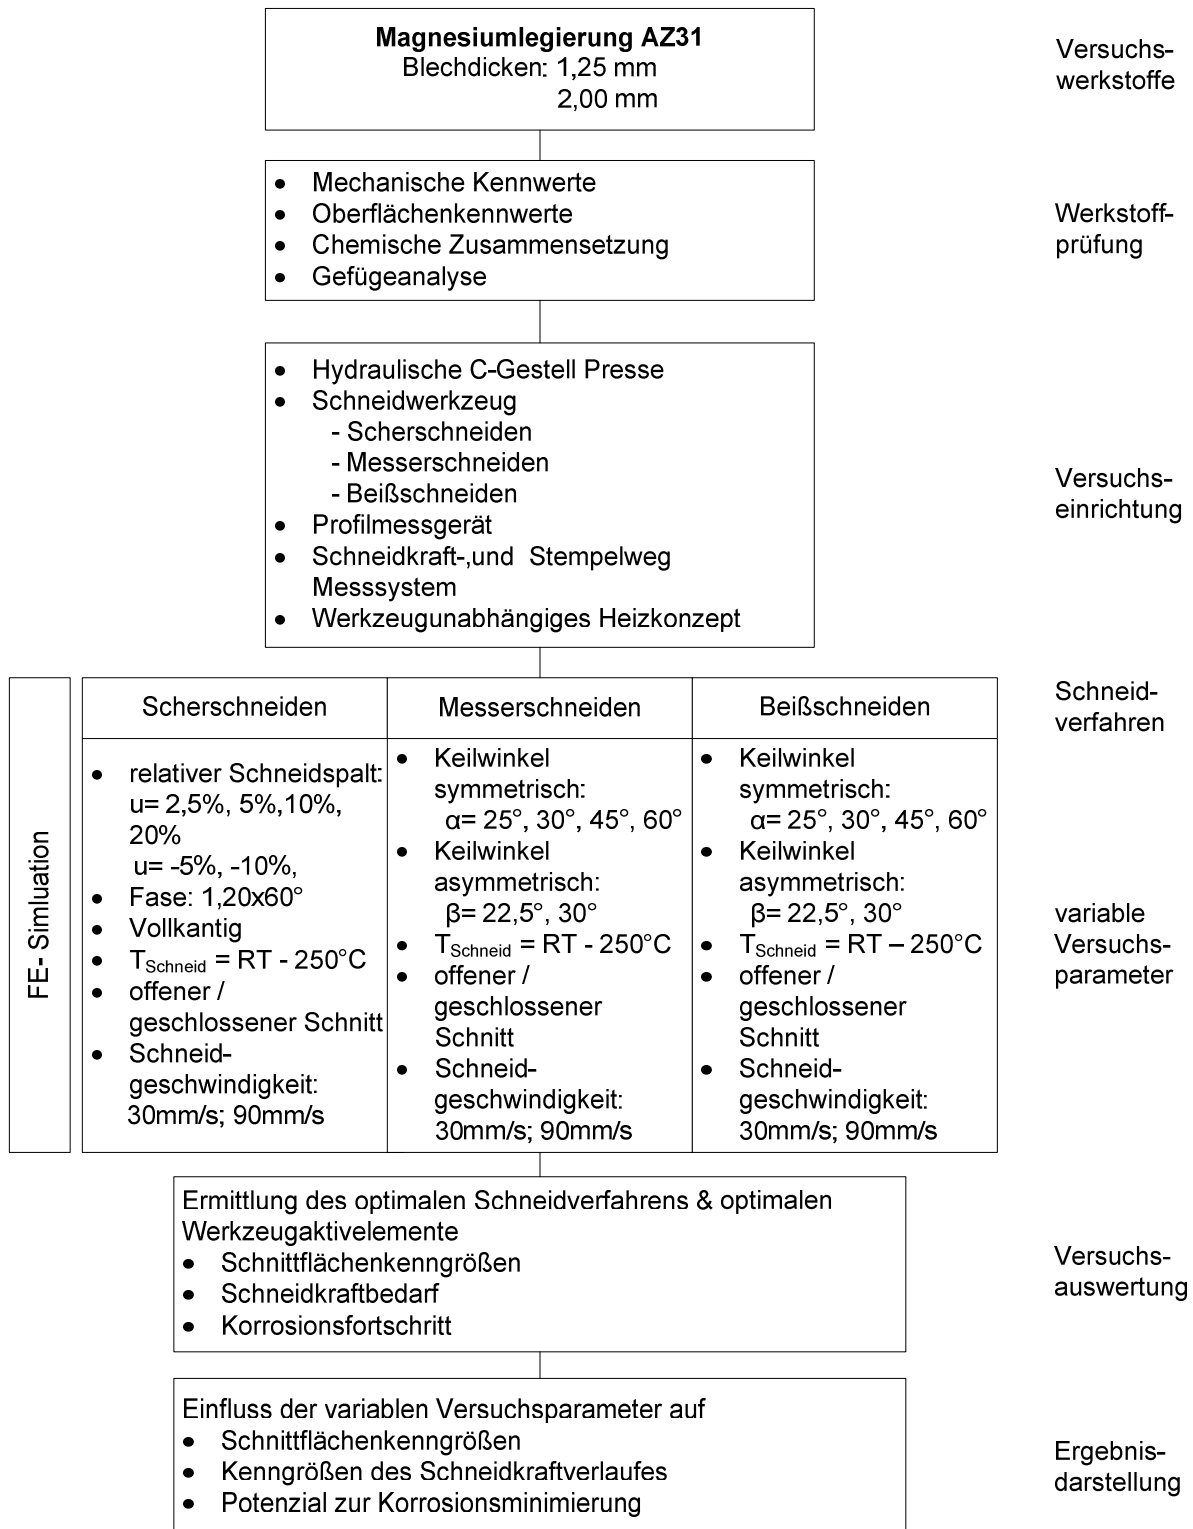 Magnesiumlegierung AZ31
Blechdicken: 1,25 mm
2,00 mm
Versuchs-
werkstoffe
• Mechanische Kennwerte
• Oberflächenkennwerte
• Chemische Zusammensetzung
• Gefügeanalyse
Werkstoff-
prüfung
• Hydraulische C-Gestell Presse
• Schneidwerkzeug
- Scherschneiden
- Messerschneiden
- Beißschneiden
• Profilmessgerät
• Schneidkraft-,und Stempelweg
Messsystem
• Werkzeugunabhängiges Heizkonzept
Versuchs-
einrichtung
FE- Simluation
Scherschneiden
• relativer Schneidspalt:
u= 2,5%, 5%,10%,
20%
u= -5%, -10%,
• Fase: 1,20x60°
• Vollkantig
• TSchneid = RT - 250°C
• offener /
geschlossener Schnitt
• Schneid-
geschwindigkeit:
30mm/s; 90mm/s
Messerschneiden
• Keilwinkel
symmetrisch:
α= 25°, 30°, 45°, 60°
• Keilwinkel
asymmetrisch:
β= 22,5°, 30°
• TSchneid = RT - 250°C
• offener /
geschlossener
Schnitt
• Schneid-
geschwindigkeit:
30mm/s; 90mm/s
Beißschneiden
• Keilwinkel
symmetrisch:
α= 25°, 30°, 45°, 60°
• Keilwinkel
asymmetrisch:
β= 22,5°, 30°
• TSchneid = RT – 250°C
• offener /
geschlossener
Schnitt
• Schneid-
geschwindigkeit:
30mm/s; 90mm/s
Schneid-
verfahren
variable
Versuchs-
parameter
Ermittlung des optimalen Schneidverfahrens & optimalen
Werkzeugaktivelemente
• Schnittflächenkenngrößen
• Schneidkraftbedarf
• Korrosionsfortschritt
Versuchs-
auswertung
Einfluss der variablen Versuchsparameter auf
• Schnittflächenkenngrößen
• Kenngrößen des Schneidkraftverlaufes
• Potenzial zur Korrosionsminimierung
Ergebnis-
darstellung